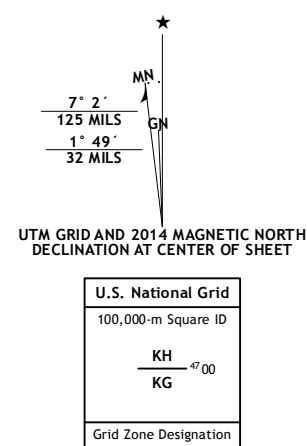 ★
MN
7° 2´
125 MILS
GN
1° 49´
32 MILS
UTM GRID AND 2014 MAGNETIC NORTH
DECLINATION AT CENTER OF SHEET
U.S. National Grid
100,000-m Square ID
KH
47 00
KG
Grid Zone Designation